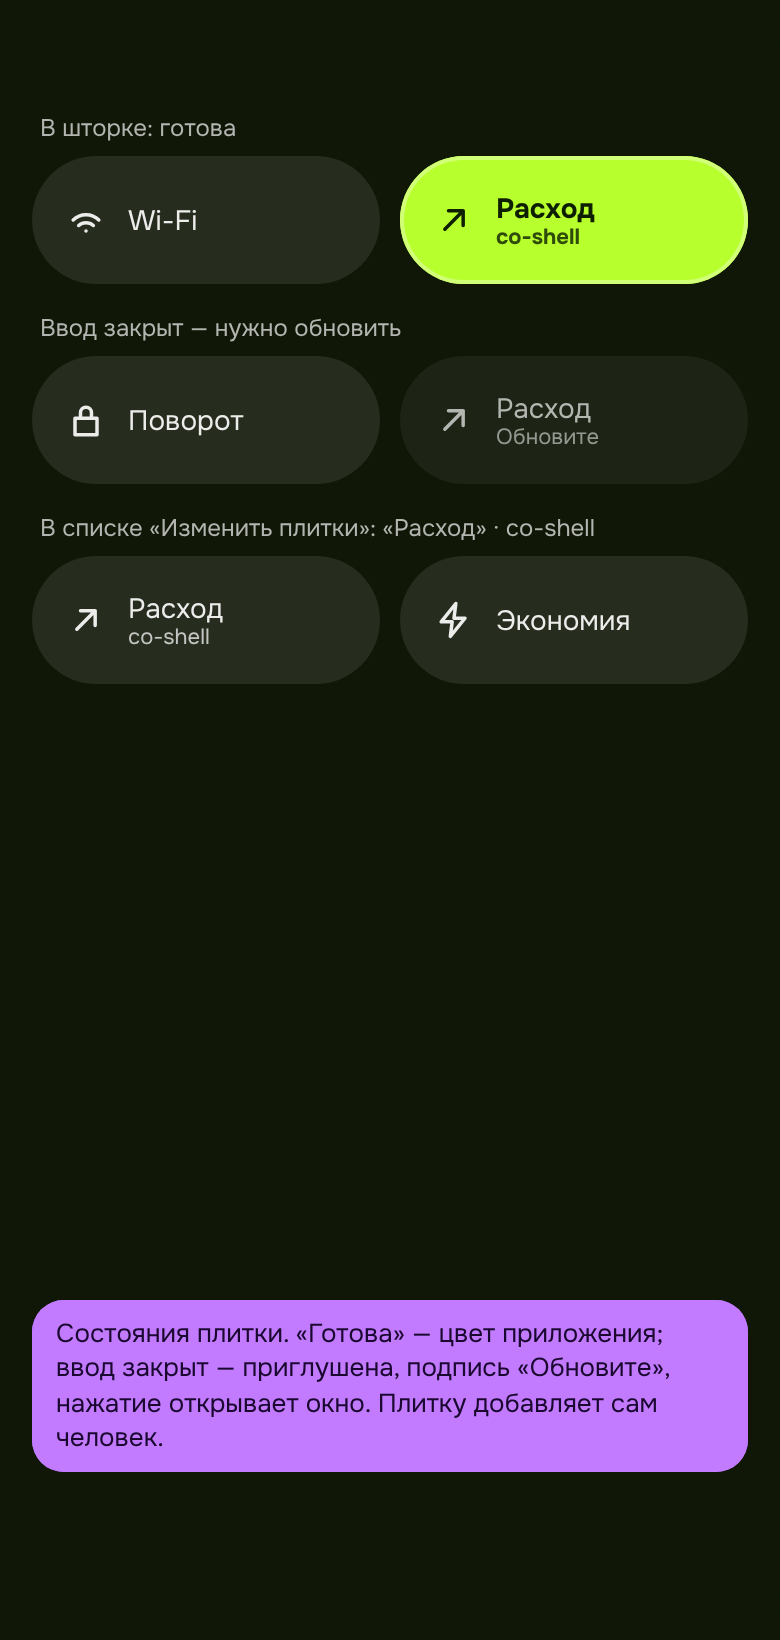 В шторке: готова
Wi-Fi
Расход
co-shell
Ввод закрыт — нужно обновить
Поворот
Расход
Обновите
В списке «Изменить плитки»: «Расход» · co-shell
Расход
co-shell
Экономия
Состояния плитки. «Готова» — цвет приложения;
ввод закрыт — приглушена, подпись «Обновите»,
нажатие открывает окно. Плитку добавляет сам
человек.